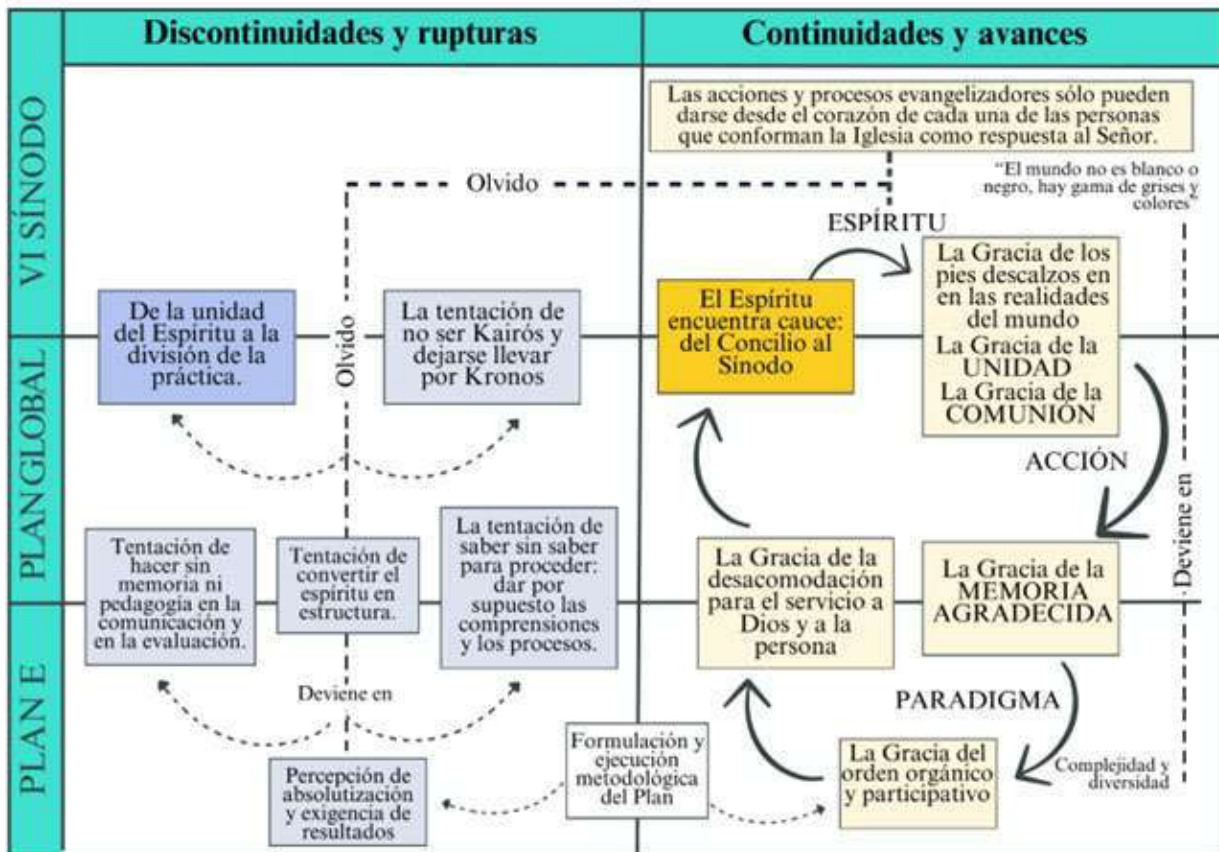 Discontinuidades y rupturas
Continuidades y avances
VI SÍNODO
PLAN GLOBAL
PLAN E
Las acciones y procesos evangelizadores sólo pueden
darse desde el corazón de cada una de las personas
que conforman la Iglesia como respuesta al Señor.
Olvido
“El mundo no es blanco o
negro, hay gama de grises y
colores”
ESPÍRITU
De la unidad
del Espíritu a la
división de la
práctica.
Olvido
La tentación de
no ser Kairós y
dejarse llevar
por Kronos
El Espíritu
encuentra cauce:
del Concilio al
Sínodo
La Gracia de los
pies descalzos en
en las realidades
del mundo
La Gracia de la
UNIDAD
La Gracia de la
COMUNIÓN
ACCIÓN
Deviene en
Tentación de
hacer sin
memoria ni
pedagogía en la
comunicación y
en la evaluación.
Tentación de
convertir el
espíritu en
estructura.
La tentación de
saber sin saber
para proceder:
dar por
supuesto las
comprensiones
y los procesos.
La Gracia de la
desacomodación
para el servicio a
Dios y a la
persona
La Gracia de la
MEMORIA
AGRADECIDA
Deviene en
PARADIGMA
Percepción de
absolutización
y exigencia de
resultados
Formulación y
ejecución
metodológica
del Plan
La Gracia del
orden orgánico
y participativo
Complejidad y
diversidad